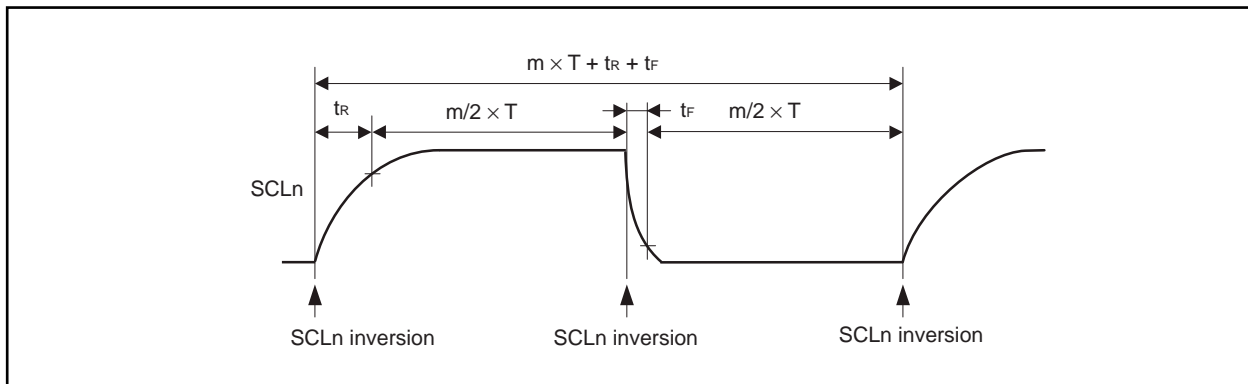 m × T + tR + tF
tR
m/2 × T
tF
m/2 × T
SCLn
SCLn inversion
SCLn inversion
SCLn inversion